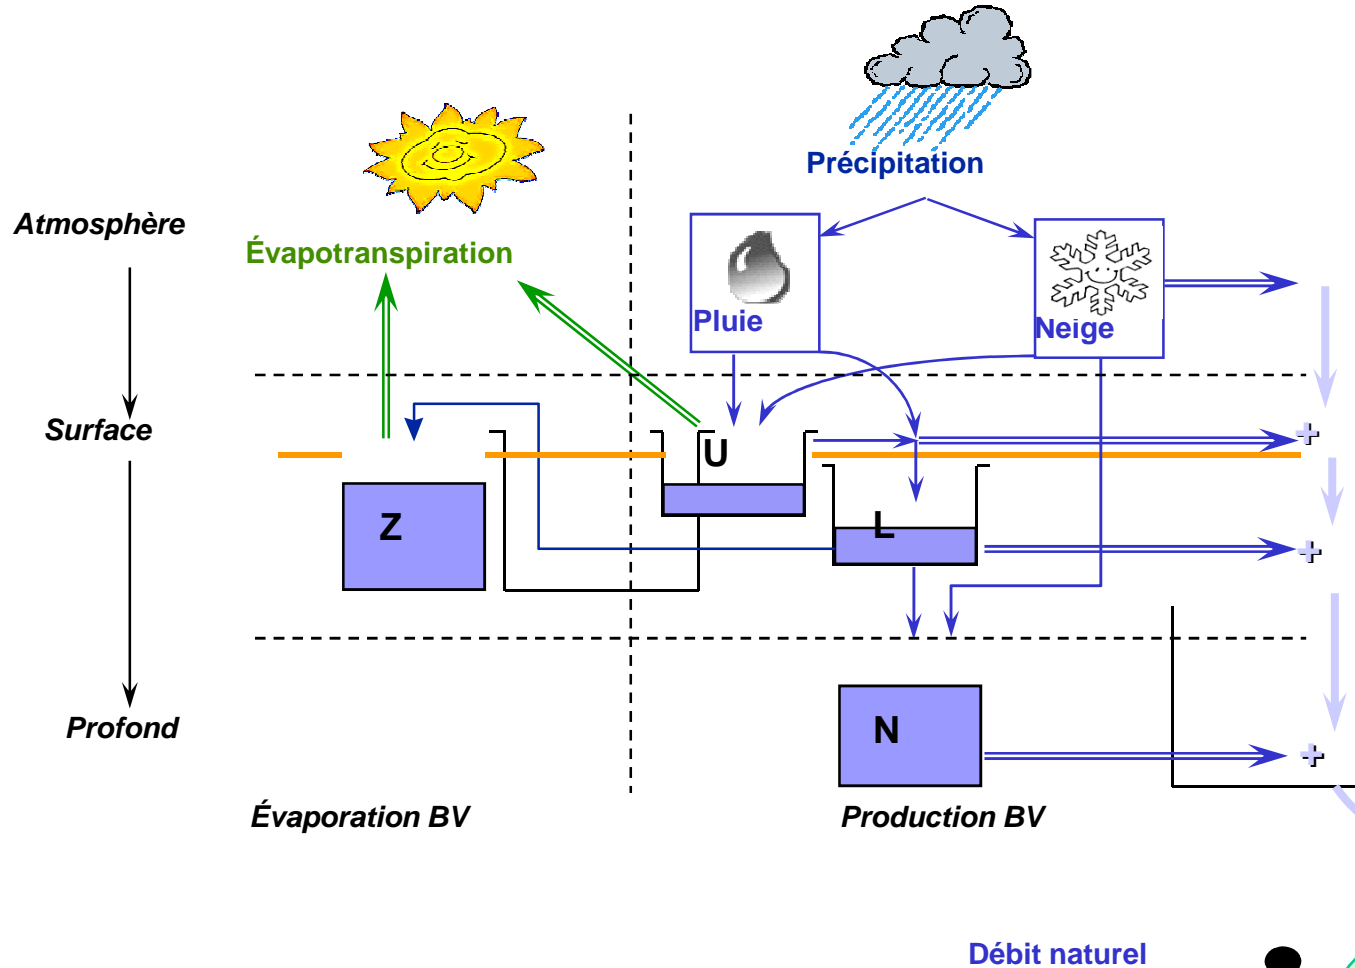 Précipitation
Atmosphère
Évapotranspiration
Pluie
Neige
Surface
U
+
Z
L
+
Profond
N
+
Évaporation BV
Production BV
Débit naturel